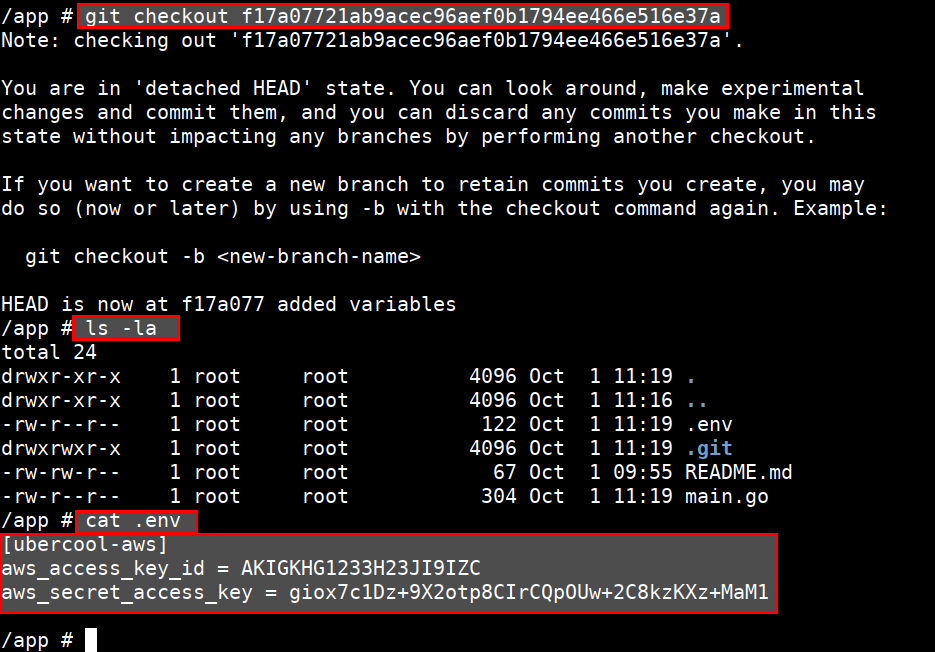 /app # git checkout f17a07721ab9acec96aef0b1794ee466e516e37a
Note: checking out 'f17a07721ab9acec96aef0b1794ee466e516e37a'.
You are in 'detached HEAD' state. You can look around, make experimental
changes and commit them, and you can discard any commits you make in this
state without impacting any branches by performing another checkout.
If you want to create a new branch to retain commits you create, you may
do so (now or later) by using -b with the checkout command again. Example:
git checkout -b <new-branch-name>
HEAD is now at f17a077 added variables
/app # ls -la
total 24
drwxr-xr-x    1 root     root          4096 Oct  1 11:19 .
drwxr-xr-x    1 root     root          4096 Oct  1 11:16 ..
-rw-r--r--    1 root     root           122 Oct  1 11:19 .env
drwxrwxr-x    1 root     root          4096 Oct  1 11:19 .git
-rw-rw-r--    1 root     root            67 Oct  1 09:55 README.md
-rw-r--r--    1 root     root           304 Oct  1 11:19 main.go
/app # cat .env
[ubercool-aws]
aws_access_key_id = AKIGKHG1233H23JI9IZC
aws_secret_access_key = giox7c1Dz+9X2otp8CIrCQpOUw+2C8kzKXz+MaM1
/app #